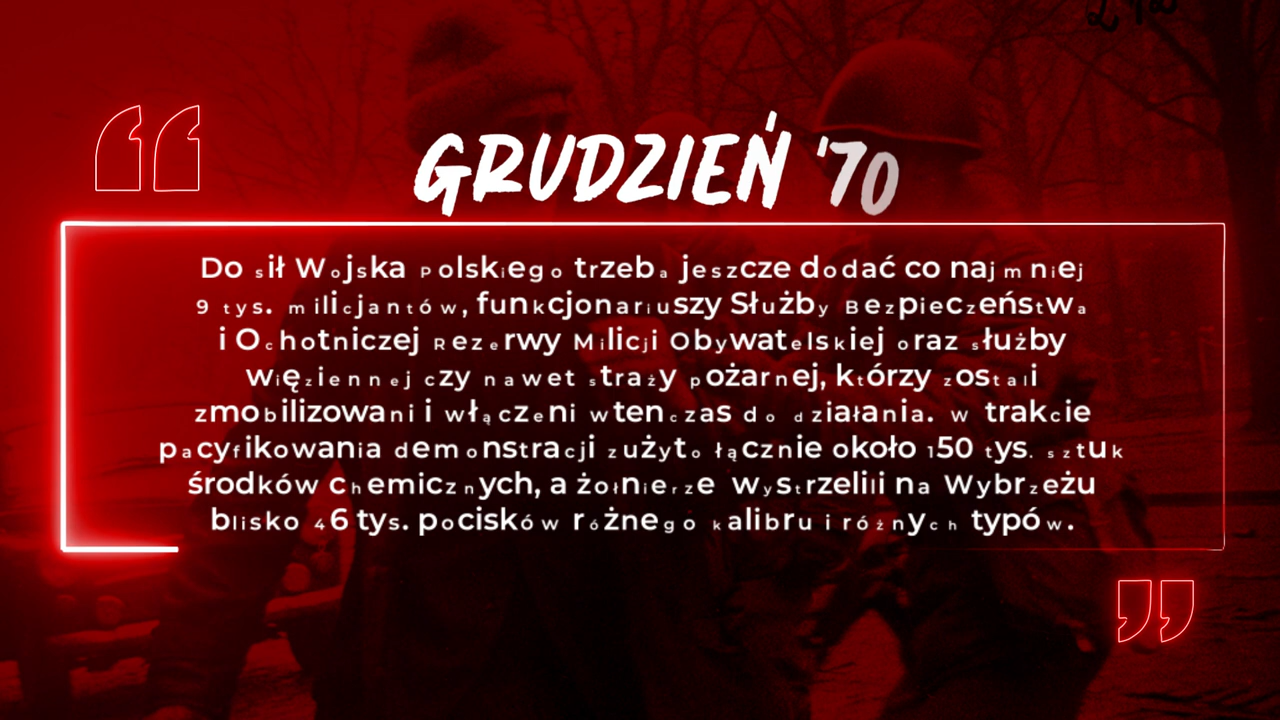 GRUDZIEŃ '70
Do sił Wojska Polskiego trzeba jeszcze dodać co najmniej
9 tys. milicjantów, funkcjonariuszy Służby Bezpieczeństwa
i Ochotniczej Rezerwy Milicji Obywatelskiej oraz służby
więziennej czy nawet straży pożarnej, którzy zostali
zmobilizowani i włączeni wtenczas do działania. W trakcie
pacyfikowania demonstracji zużyto łącznie około 150 tys. sztuk
środków chemicznych, a żołnierze wystrzelili na Wybrzeżu
blisko 46 tys. pocisków różnego kalibru i różnych typów.